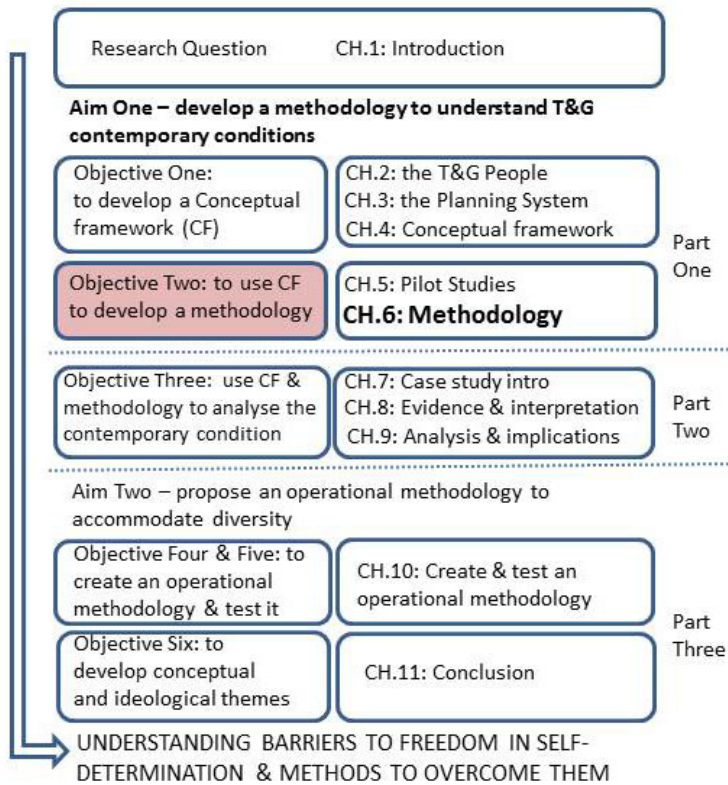 Research Question CH.1: Introduction
Aim One – develop a methodology to understand T&G
contemporary conditions
Objective One:
to develop a Conceptual
framework (CF)
CH.2: the T&G People
CH.3: the Planning System
CH.4: Conceptual framework
Part
One
Objective Two: to use CF
to develop a methodology
CH.5: Pilot Studies
CH.6: Methodology
Objective Three: use CF &
methodology to analyse the
contemporary condition
CH.7: Case study intro
CH.8: Evidence & interpretation
CH.9: Analysis & implications
Part
Two
Aim Two – propose an operational methodology to
accommodate diversity
Objective Four & Five: to
create an operational
methodology & test it
CH.10: Create & test an
operational methodology
Part
Three
Objective Six: to
develop conceptual
and ideological themes
CH.11: Conclusion
UNDERSTANDING BARRIERS TO FREEDOM IN SELF-
DETERMINATION & METHODS TO OVERCOME THEM